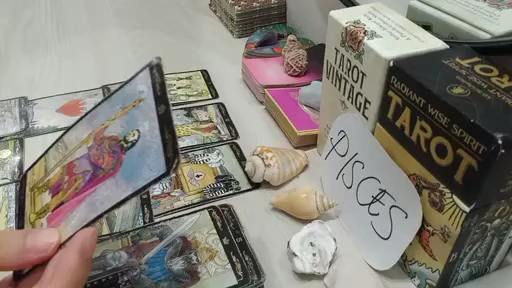 TAROT
VINTAGE
RADIANT WISE SPIRIT
TAROT
PISCES